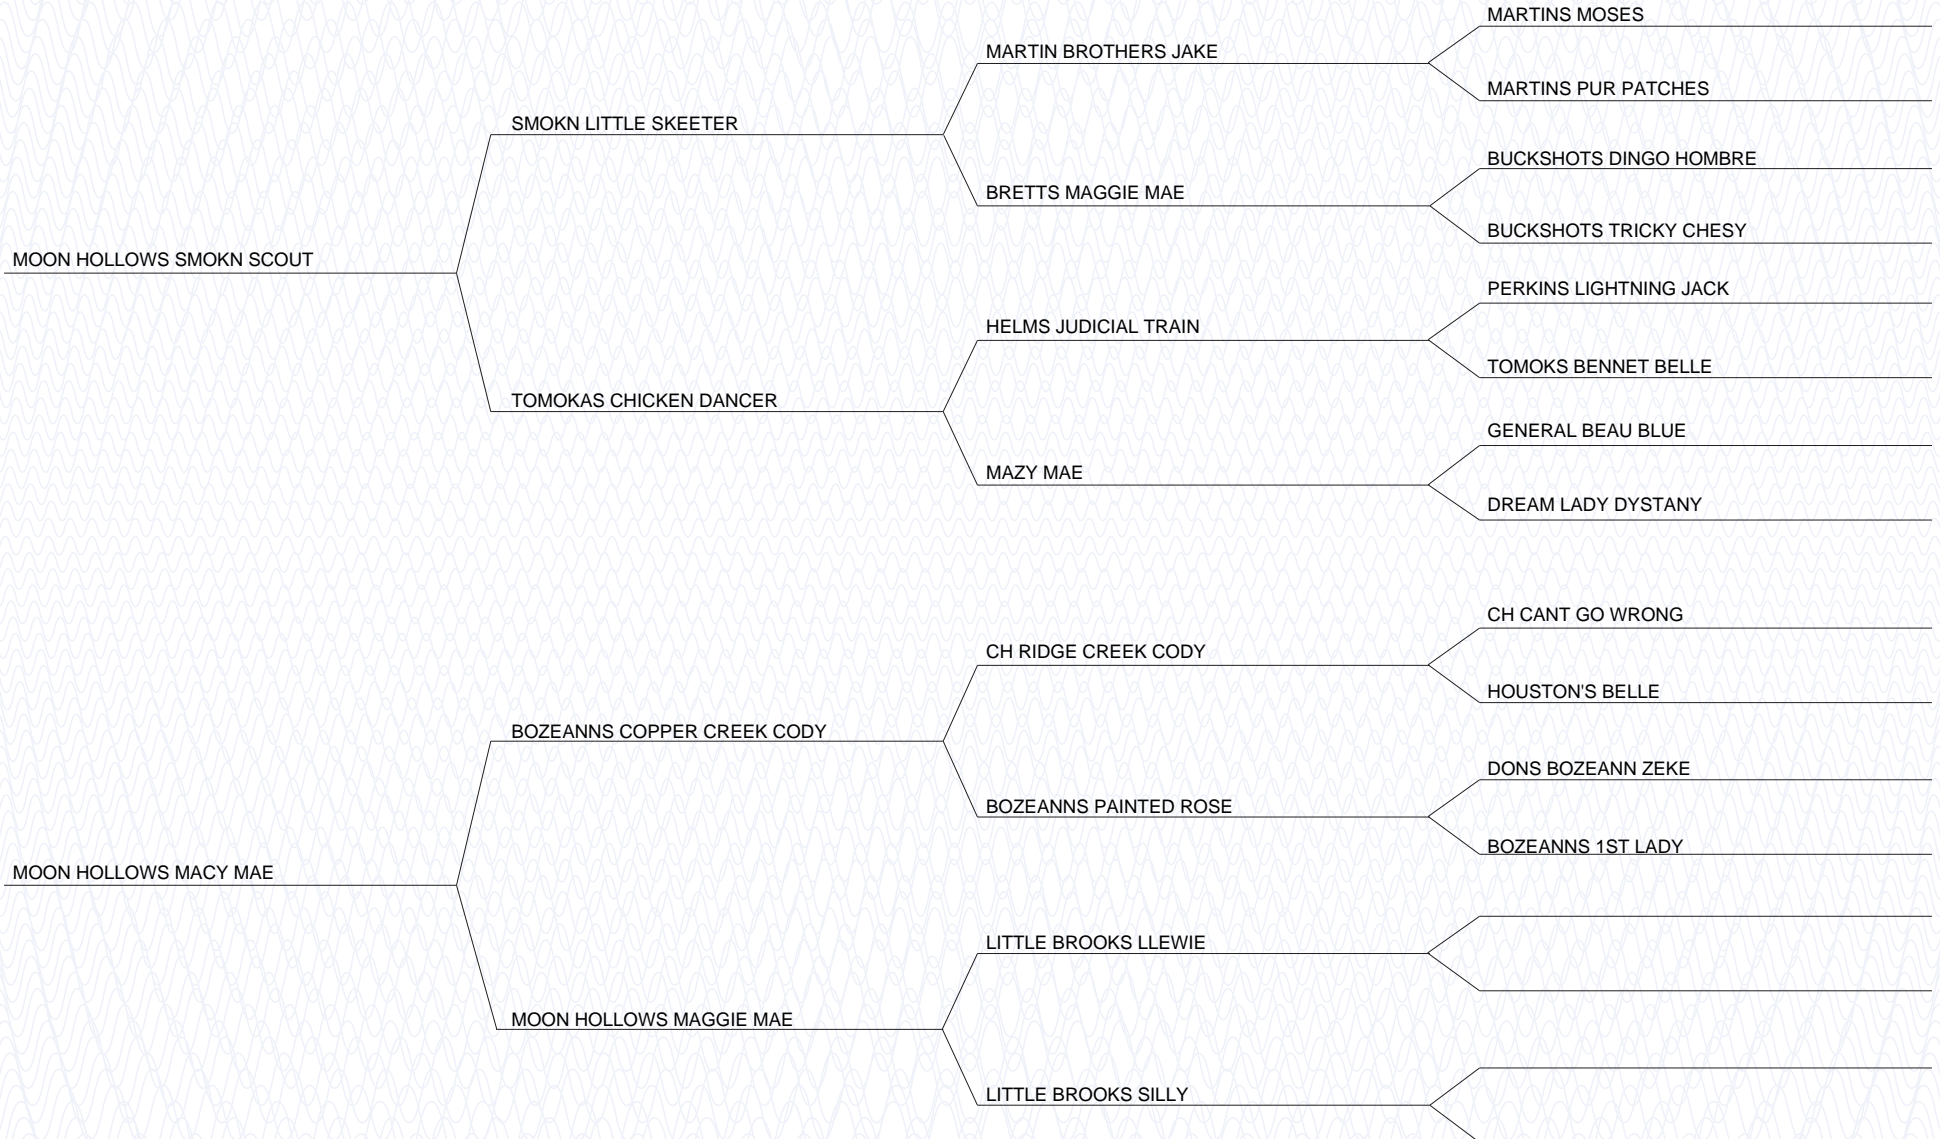 MARTINS MOSES
MARTIN BROTHERS JAKE
MARTINS PUR PATCHES
SMOKN LITTLE SKEETER
BUCKSHOTS DINGO HOMBRE
BRETTS MAGGIE MAE
BUCKSHOTS TRICKY CHESY
MOON HOLLOWS SMOKN SCOUT
PERKINS LIGHTNING JACK
HELMS JUDICIAL TRAIN
TOMOKS BENNET BELLE
TOMOKAS CHICKEN DANCER
GENERAL BEAU BLUE
MAZY MAE
DREAM LADY DYSTANY
CH CANT GO WRONG
CH RIDGE CREEK CODY
HOUSTON'S BELLE
BOZEANNS COPPER CREEK CODY
DONS BOZEANN ZEKE
BOZEANNS PAINTED ROSE
BOZEANNS 1ST LADY
MOON HOLLOWS MACY MAE
LITTLE BROOKS LLEWIE
MOON HOLLOWS MAGGIE MAE
LITTLE BROOKS SILLY